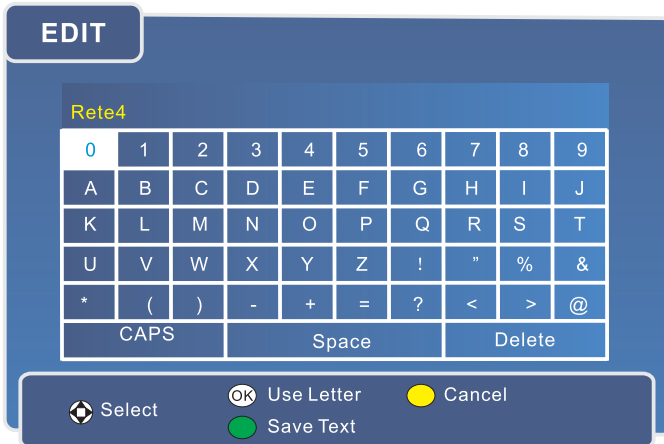 EDIT
Rete4
0 1 2 3 4 5 6 7 8 9
A B C D E F G H I J
K L M N O P Q R S T
U V W X Y Z ! ” % &
* ( ) - + = ? < > @
CAPS Space Delete
Select OK Use Letter Cancel
Save Text